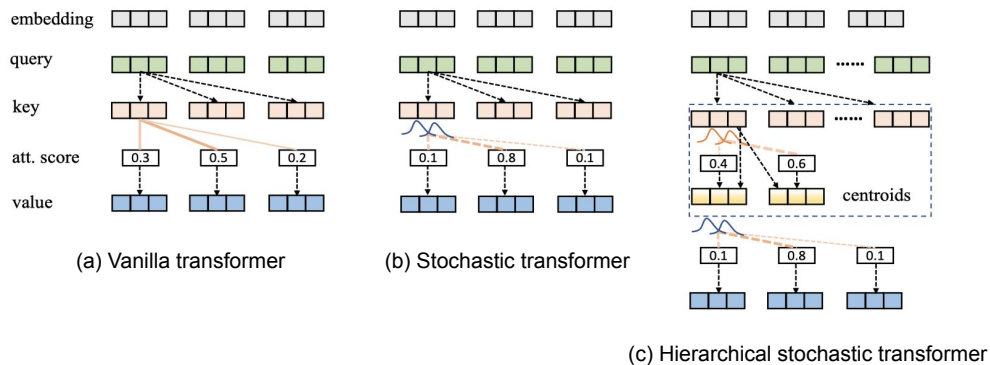 embedding
query
key
att. score
value
0.3 0.5 0.2
(a) Vanilla transformer
0.1 0.8 0.1
(b) Stochastic transformer
0.4 0.6
centroids
0.1 0.8 0.1
(c) Hierarchical stochastic transformer